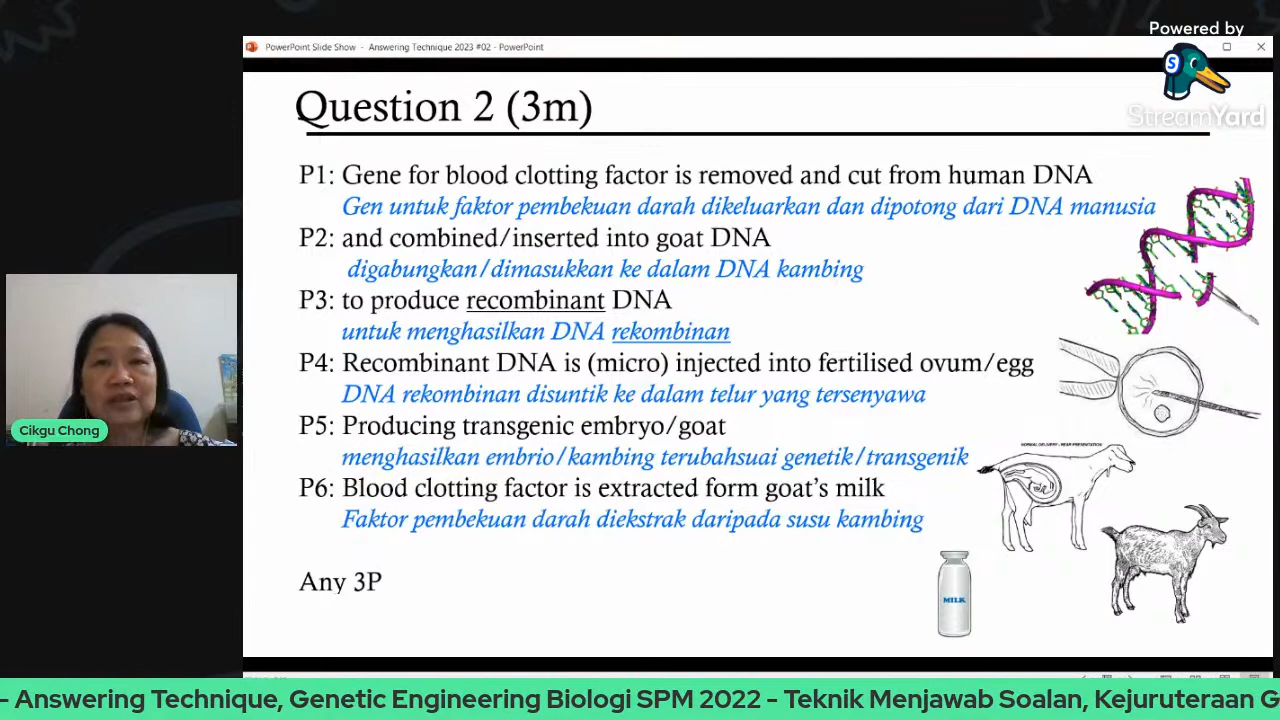 Powered by
StreamYard
PowerPoint Slide Show - Answering Technique 2023 #02 - PowerPoint
Question 2 (3m)
P1: Gene for blood clotting factor is removed and cut from human DNA
Gen untuk faktor pembekuan darah dikeluarkan dan dipotong dari DNA manusia
P2: and combined/inserted into goat DNA
digabungkan/dimasukkan ke dalam DNA kambing
P3: to produce recombinant DNA
untuk menghasilkan DNA rekombinan
P4: Recombinant DNA is (micro) injected into fertilised ovum/egg
DNA rekombinan disuntik ke dalam telur yang tersenyawa
P5: Producing transgenic embryo/goat
menghasilkan embrio/kambing terubahsuai genetik/transgenik
P6: Blood clotting factor is extracted form goat's milk
Faktor pembekuan darah diekstrak daripada susu kambing
Any 3P
NORMAL DELIVERY - REAR PRESENTATION
MILK
Cikgu Chong
- Answering Technique, Genetic Engineering Biologi SPM 2022 - Teknik Menjawab Soalan, Kejuruteraan G